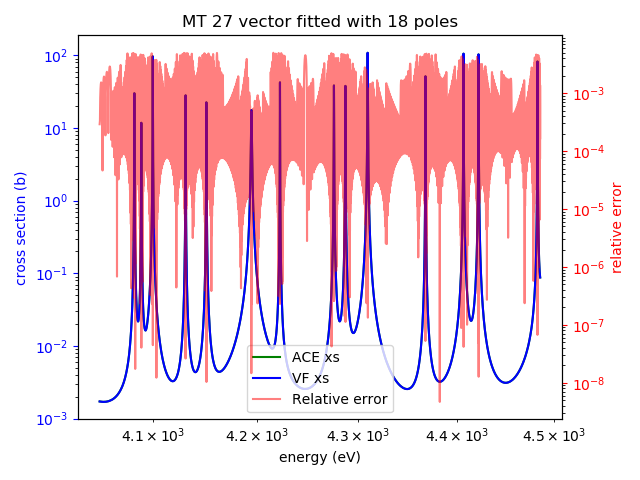 MT 27 vector fitted with 18 poles
cross section (b)
10²
10¹
10⁰
10⁻¹
10⁻²
10⁻³
10⁻³
10⁻⁴
10⁻⁵
10⁻⁶
10⁻⁷
10⁻⁸
relative error
ACE xs
VF xs
Relative error
4.1 × 10³ 4.2 × 10³ 4.3 × 10³ 4.4 × 10³ 4.5 × 10³
energy (eV)